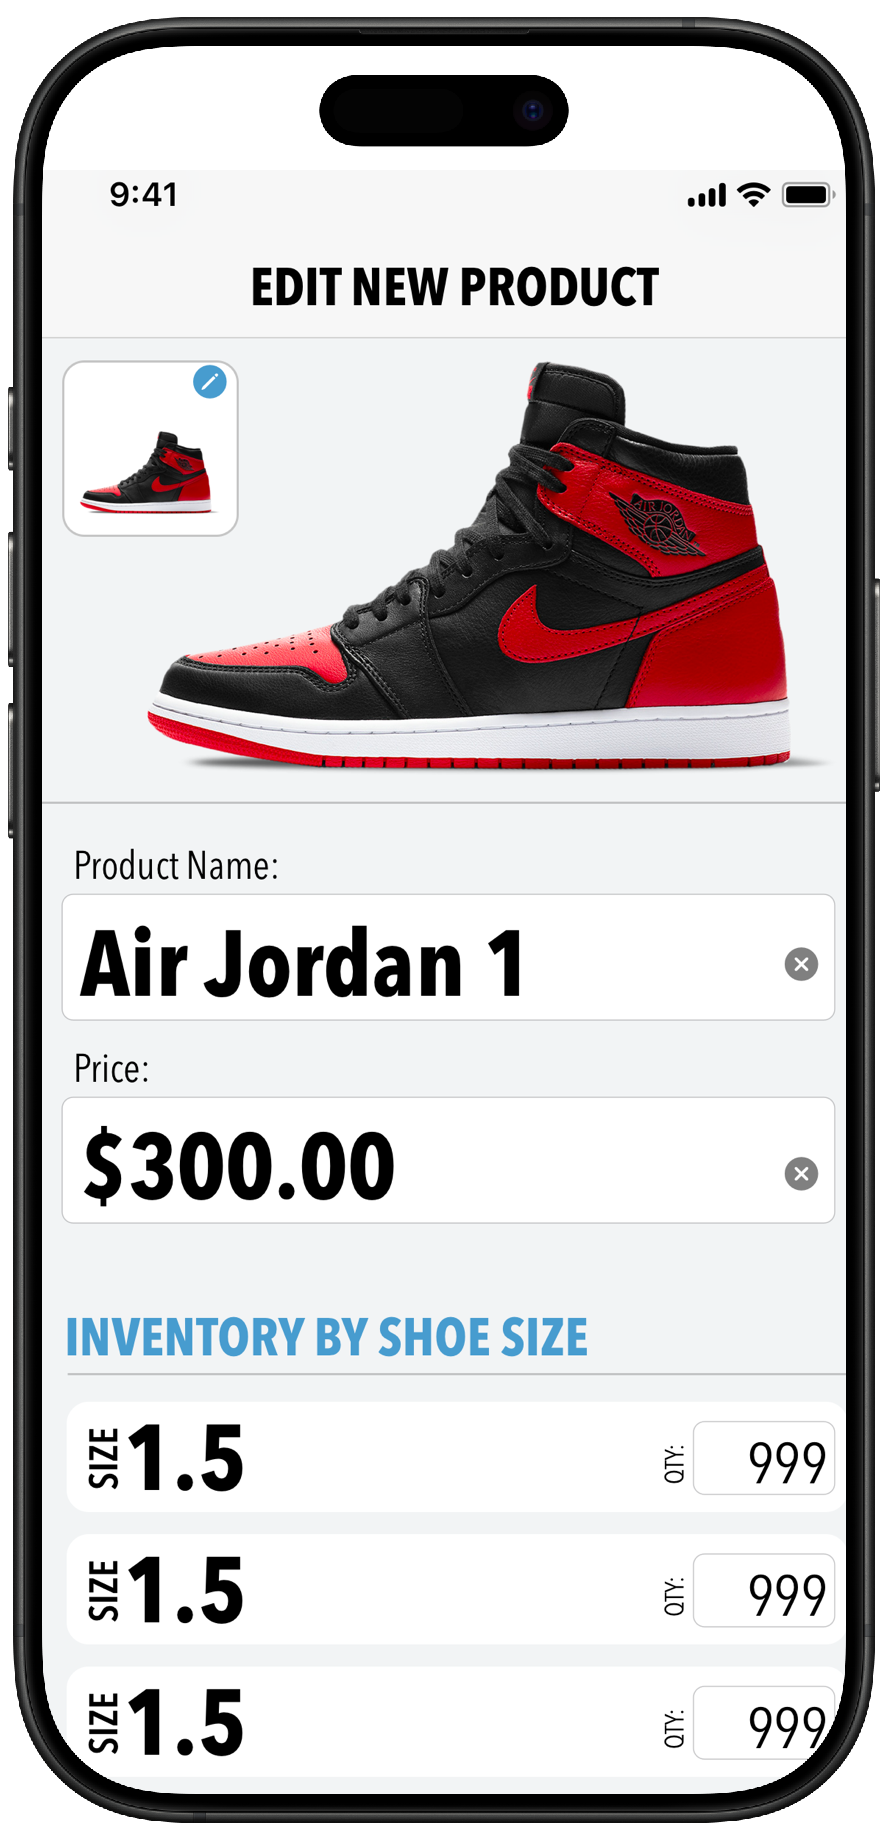 9:41
EDIT NEW PRODUCT
AIR JORDAN
Product Name:
Air Jordan 1
Price:
$300.00
INVENTORY BY SHOE SIZE
SIZE 1.5 QTY: 999
SIZE 1.5 QTY: 999
SIZE 1.5 QTY: 999